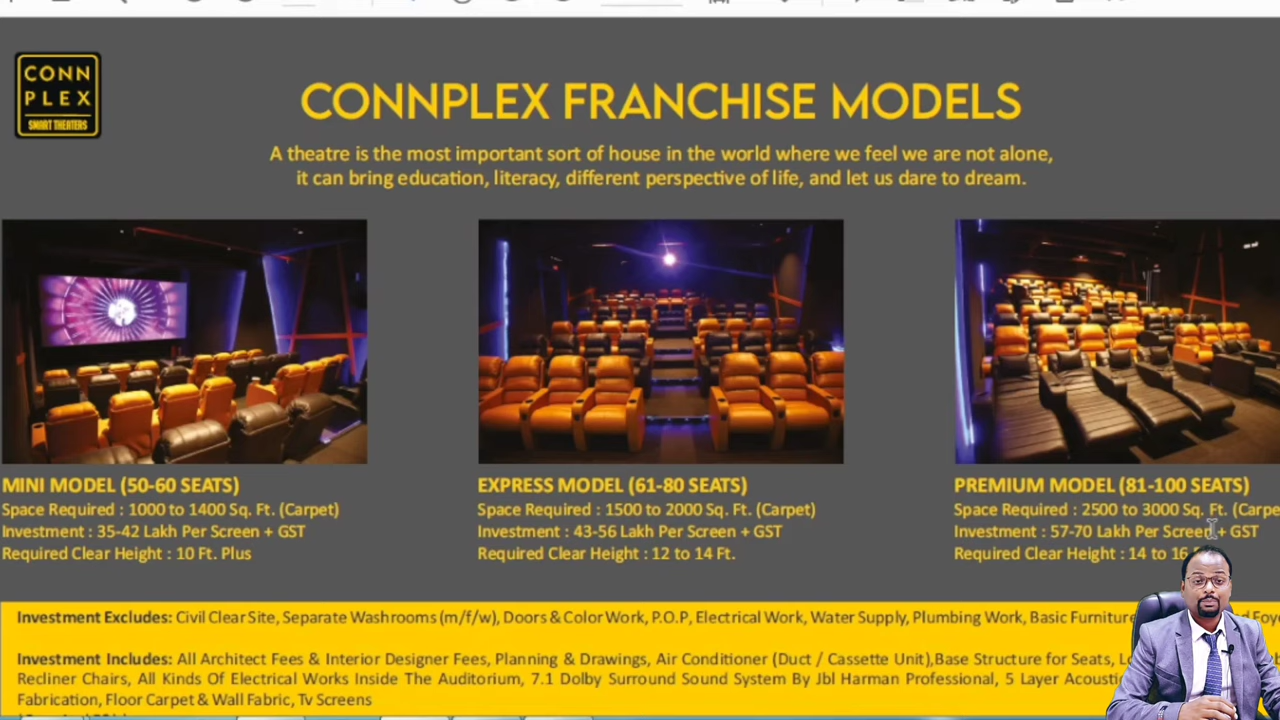 CONN
PLEX
SMART THEATERS
CONNPLEX FRANCHISE MODELS
A theatre is the most important sort of house in the world where we feel we are not alone,
it can bring education, literacy, different perspective of life, and let us dare to dream.
MINI MODEL (50-60 SEATS)
Space Required : 1000 to 1400 Sq. Ft. (Carpet)
Investment : 35-42 Lakh Per Screen + GST
Required Clear Height : 10 Ft. Plus
EXPRESS MODEL (61-80 SEATS)
Space Required : 1500 to 2000 Sq. Ft. (Carpet)
Investment : 43-56 Lakh Per Screen + GST
Required Clear Height : 12 to 14 Ft.
PREMIUM MODEL (81-100 SEATS)
Space Required : 2500 to 3000 Sq. Ft. (Carpe
Investment : 57-70 Lakh Per Screen + GST
Required Clear Height : 14 to 16
Investment Excludes: Civil Clear Site, Separate Washrooms (m/f/w), Doors & Color Work, P.O.P, Electrical Work, Water Supply, Plumbing Work, Basic Furniture
Investment Includes: All Architect Fees & Interior Designer Fees, Planning & Drawings, Air Conditioner (Duct / Cassette Unit),Base Structure for Seats,
Recliner Chairs, All Kinds Of Electrical Works Inside The Auditorium, 7.1 Dolby Surround Sound System By Jbl Harman Professional, 5 Layer
Fabrication, Floor Carpet & Wall Fabric, Tv Screens